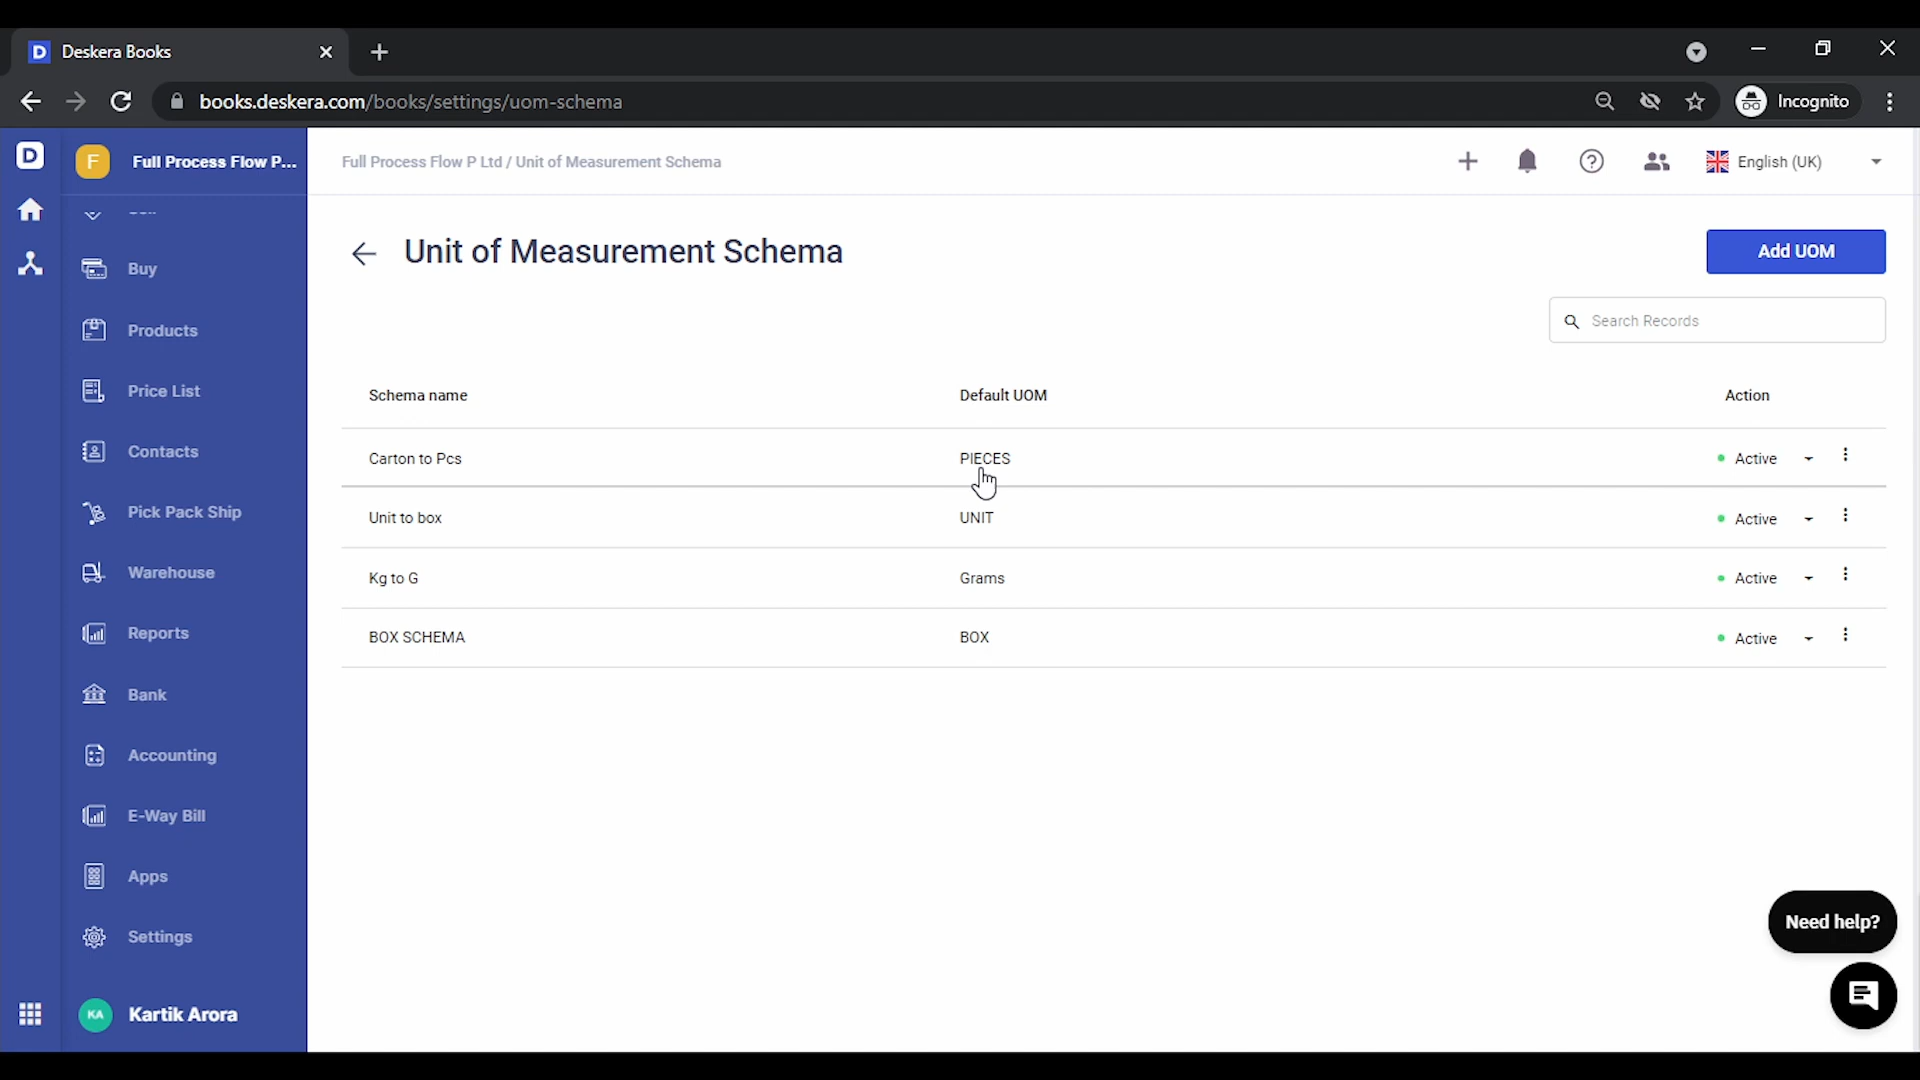 Deskera Books
books.deskera.com/books/settings/uom-schema
Incognito
D
F
Full Process Flow P...
Full Process Flow P Ltd / Unit of Measurement Schema
English (UK)
Unit of Measurement Schema
Add UOM
Search Records
Buy
Products
Price List
Contacts
Pick Pack Ship
Warehouse
Reports
Bank
Accounting
E-Way Bill
Apps
Settings
KA
Kartik Arora
Schema name Default UOM Action
Carton to Pcs PIECES Active
Unit to box UNIT Active
Kg to G Grams Active
BOX SCHEMA BOX Active
Need help?